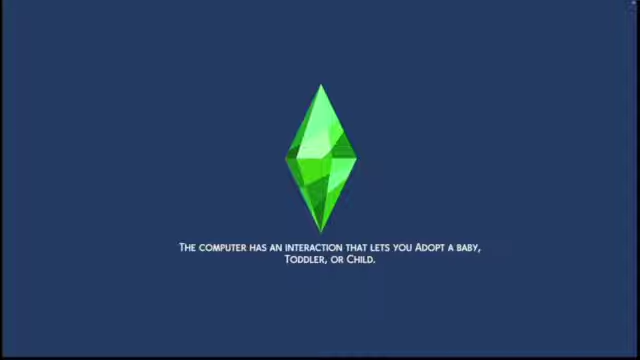 The computer has an interaction that lets you Adopt a baby,
Toddler, or Child.